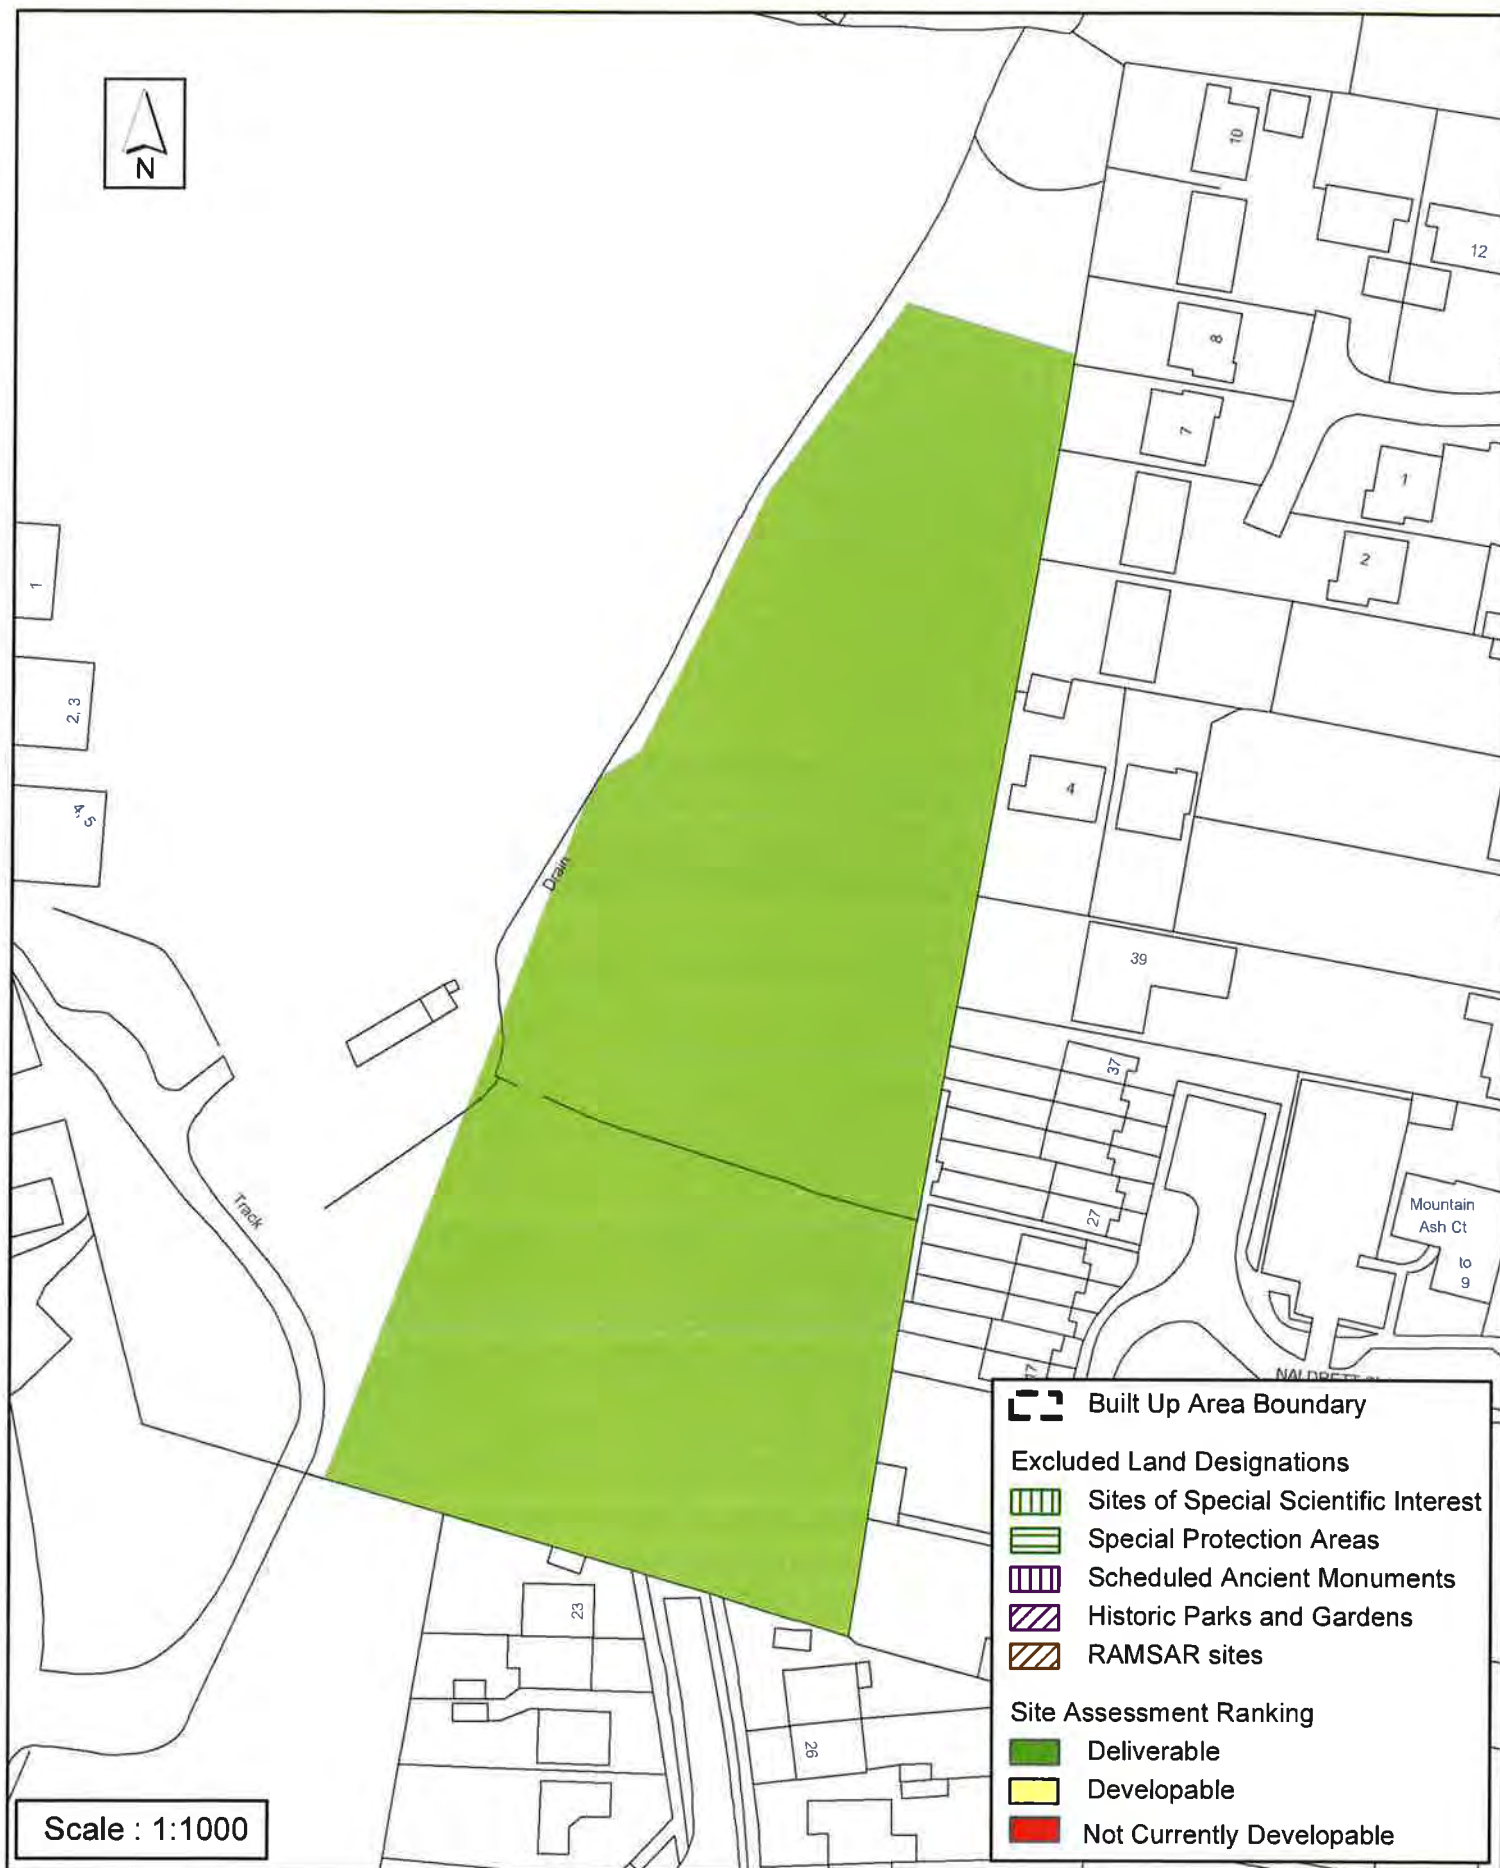 N
10
12
8
7
1
1
2
2, 3
4
4, 5
Drain
39
37
Track
27
Mountain
Ash Ct
to
9
17
23
26
Built Up Area Boundary
Excluded Land Designations
Sites of Special Scientific Interest
Special Protection Areas
Scheduled Ancient Monuments
Historic Parks and Gardens
RAMSAR sites
Site Assessment Ranking
Deliverable
Developable
Not Currently Developable
Scale : 1:1000